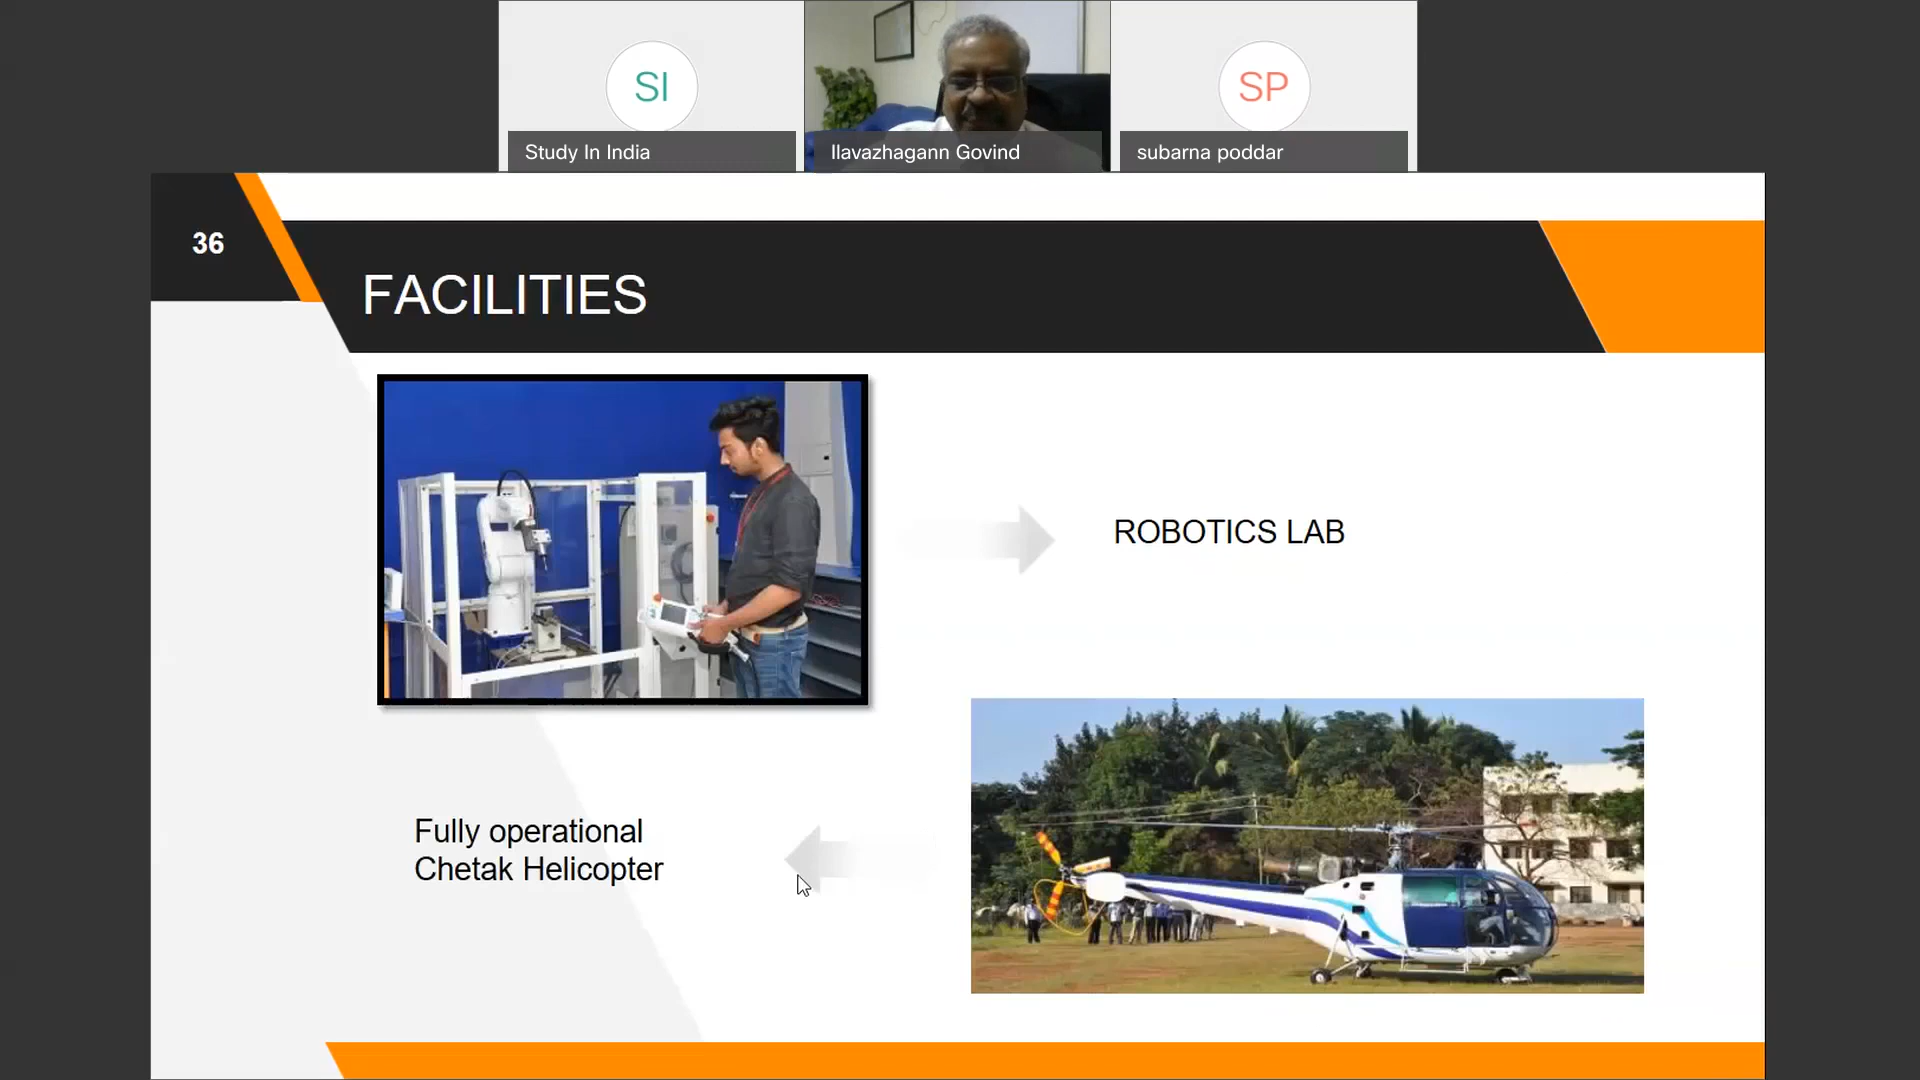 SI
SP
Study In India
Ilavazhagann Govind
subarna poddar
36
FACILITIES
ROBOTICS LAB
Fully operational
Chetak Helicopter